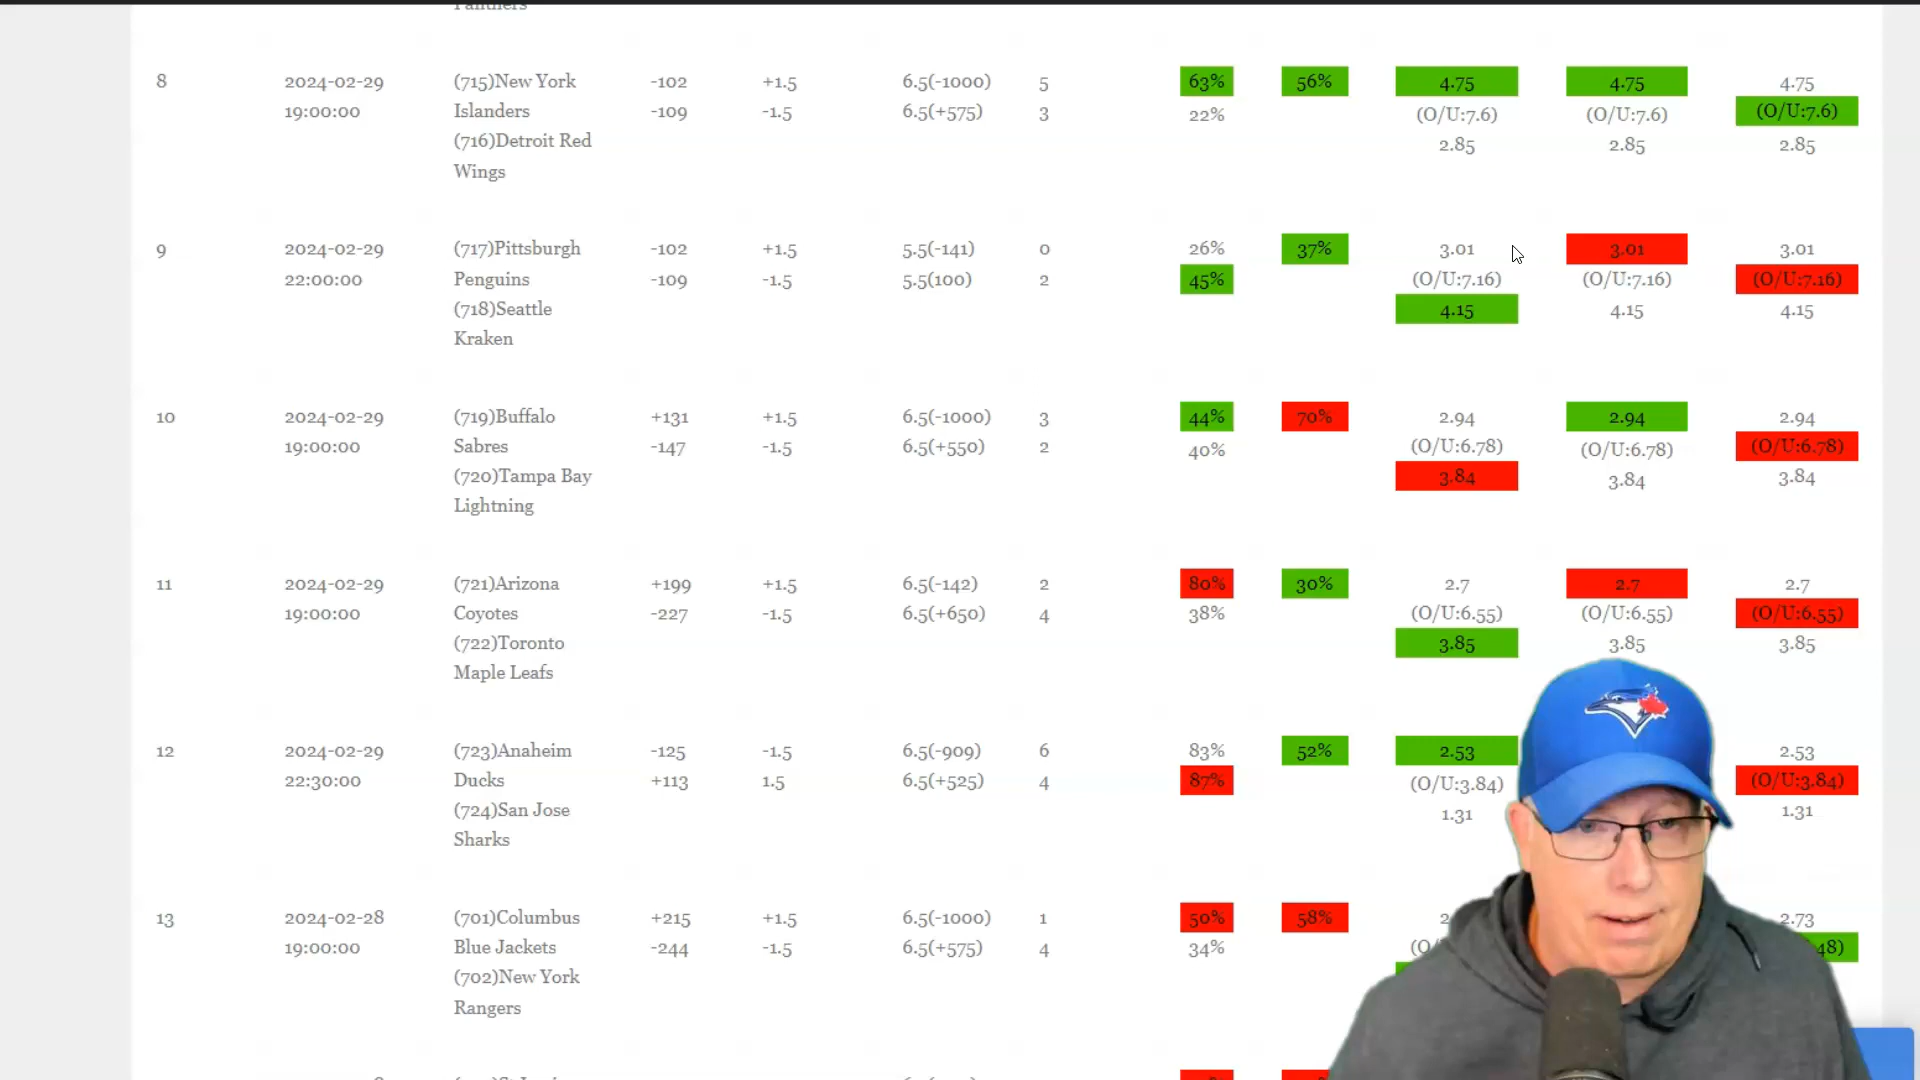 Panthers
8 2024-02-29 (715)New York -102 +1.5 6.5(-1000) 5 63% 56% 4.75 4.75 4.75
19:00:00 Islanders -109 -1.5 6.5(+575) 3 22% (O/U:7.6) (O/U:7.6) (O/U:7.6)
(716)Detroit Red 2.85 2.85 2.85
Wings
9 2024-02-29 (717)Pittsburgh -102 +1.5 5.5(-141) 0 26% 37% 3.01 3.01 3.01
22:00:00 Penguins -109 -1.5 5.5(100) 2 45% (O/U:7.16) (O/U:7.16) (O/U:7.16)
(718)Seattle 4.15 4.15 4.15
Kraken
10 2024-02-29 (719)Buffalo +131 +1.5 6.5(-1000) 3 44% 70% 2.94 2.94 2.94
19:00:00 Sabres -147 -1.5 6.5(+550) 2 40% (O/U:6.78) (O/U:6.78) (O/U:6.78)
(720)Tampa Bay 3.84 3.84 3.84
Lightning
11 2024-02-29 (721)Arizona +199 +1.5 6.5(-142) 2 80% 30% 2.7 2.7 2.7
19:00:00 Coyotes -227 -1.5 6.5(+650) 4 38% (O/U:6.55) (O/U:6.55) (O/U:6.55)
(722)Toronto 3.85 3.85 3.85
Maple Leafs
12 2024-02-29 (723)Anaheim -125 -1.5 6.5(-909) 6 83% 52% 2.53 2.53
22:30:00 Ducks +113 1.5 6.5(+525) 4 87% (O/U:3.84) (O/U:3.84)
(724)San Jose 1.31 1.31
Sharks
13 2024-02-28 (701)Columbus +215 +1.5 6.5(-1000) 1 50% 58% 2.73
19:00:00 Blue Jackets -244 -1.5 6.5(+575) 4 34%
(702)New York
Rangers